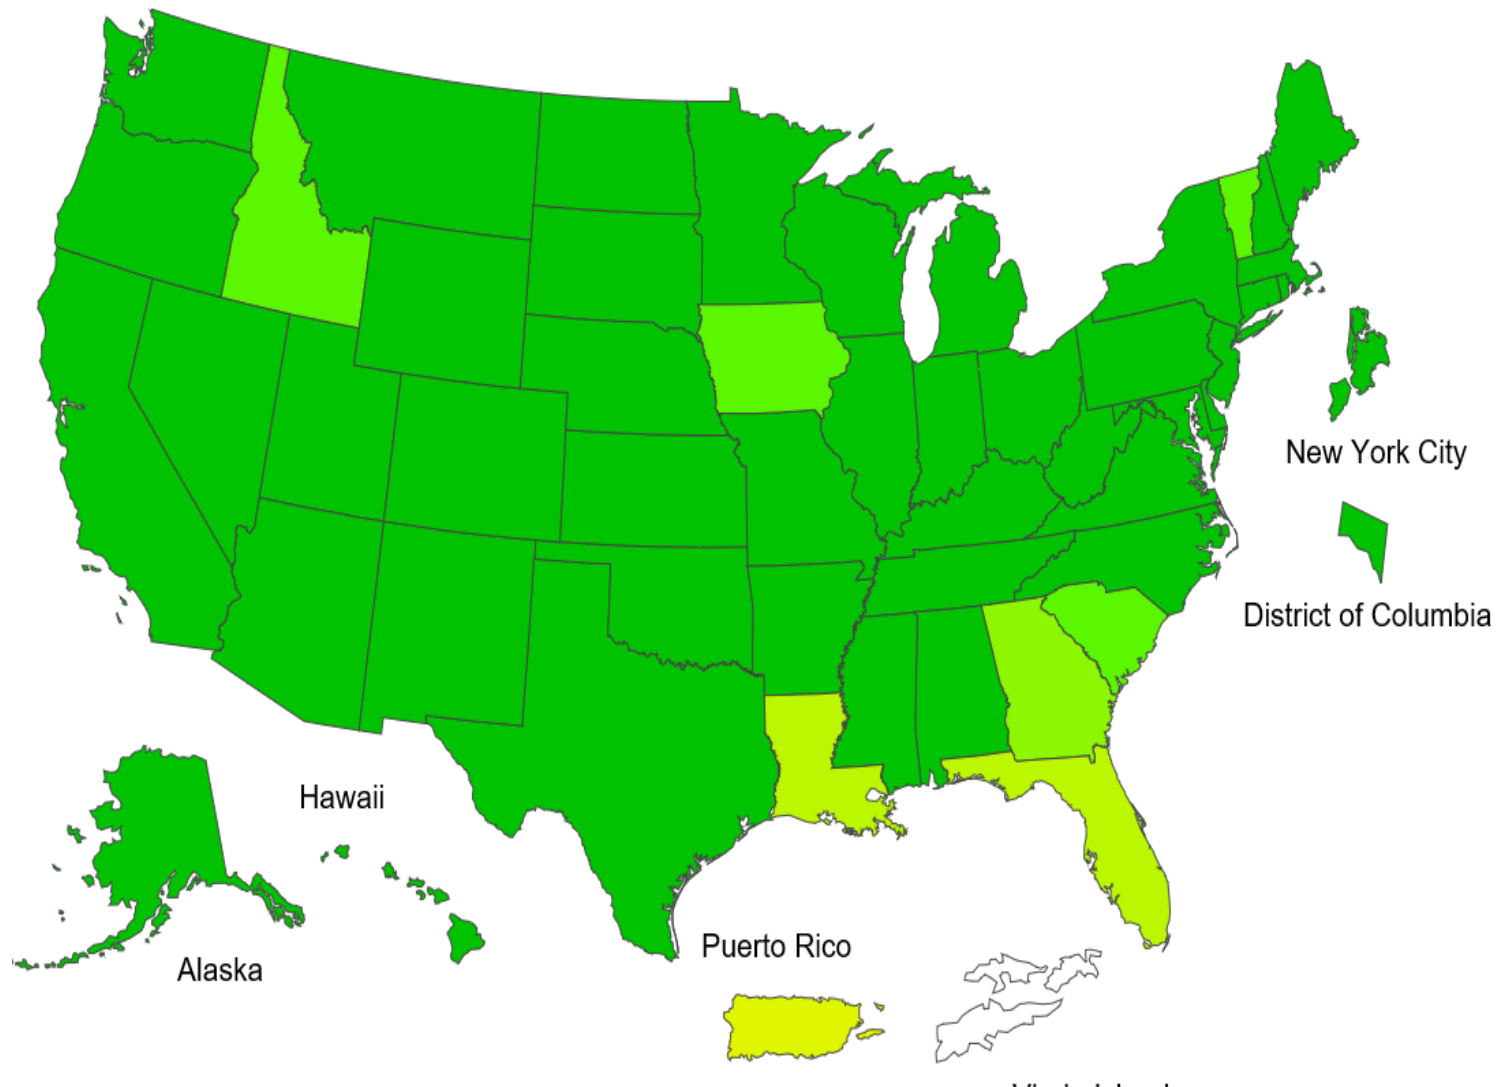 New York City
District of Columbia
Hawaii
Puerto Rico
Alaska